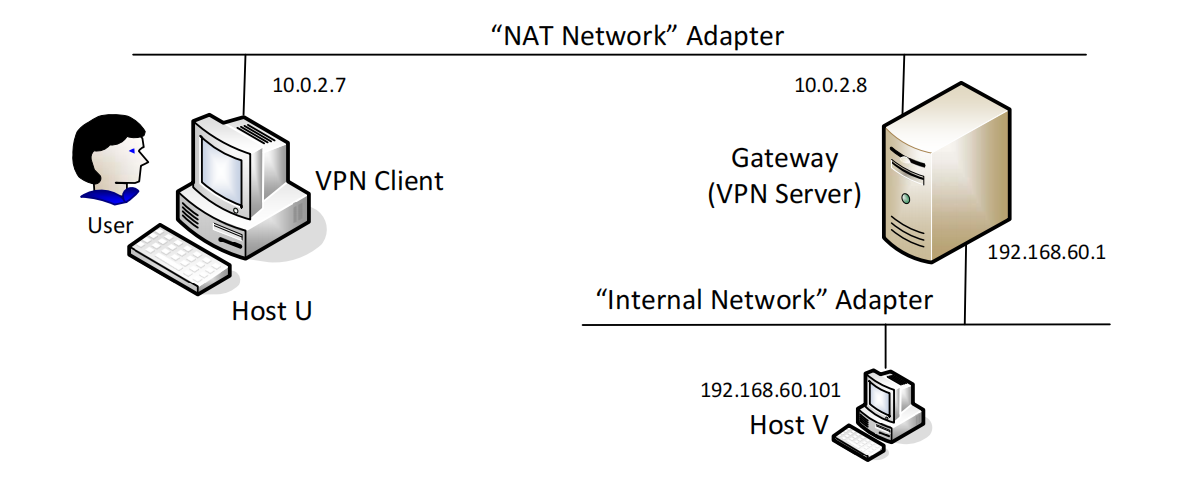 “NAT Network” Adapter
10.0.2.7
10.0.2.8
Gateway
(VPN Server)
VPN Client
User
192.168.60.1
“Internal Network” Adapter
Host U
192.168.60.101
Host V